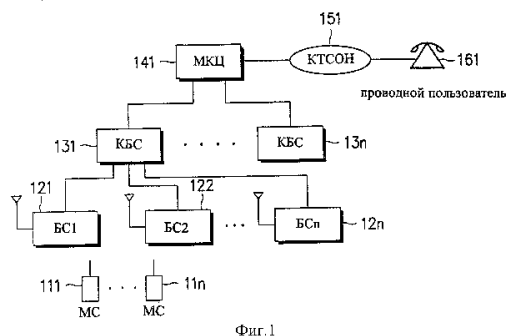 151
141 МКЦ КТСОН 161
проводной пользователь
131 КБС . . . . КБС 13n
121 122
БС1 БС2 ... БСn 12n
111 . . . 11n
МС МС
Фиг.1